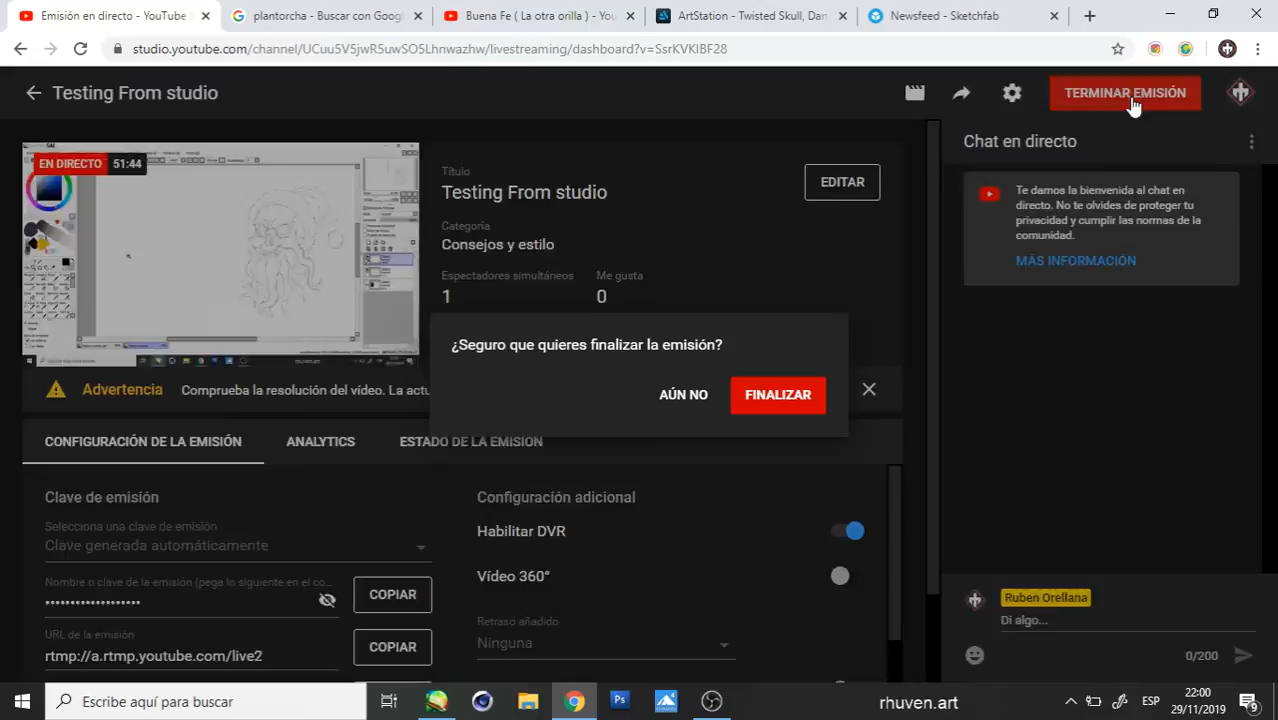 Emisión en directo - YouTube
plantorcha - Buscar con Goog
Buena Fe ( La otra orilla ) - You
ArtStation - Twisted Skull, Dan
Newsfeed - Sketchfab
studio.youtube.com/channel/UCuu5V5jwR5uwSO5Lhnwazhw/livestreaming/dashboard?v=SsrKVKIBF28
Testing From studio
TERMINAR EMISIÓN
EN DIRECTO 51:44
Título
Testing From studio
EDITAR
Categoría
Consejos y estilo
Espectadores simultáneos
Me gusta
1
0
Chat en directo
Te damos la bienvenida al chat en
directo. No te olvides de proteger tu
privacidad y cumplir las normas de la
comunidad.
MÁS INFORMACIÓN
¿Seguro que quieres finalizar la emisión?
AÚN NO
FINALIZAR
Advertencia
Comprueba la resolución del vídeo. La actu
CONFIGURACIÓN DE LA EMISIÓN
ANALYTICS
ESTADO DE LA EMISIÓN
Clave de emisión
Selecciona una clave de emisión
Clave generada automáticamente
Nombre o clave de la emisión (pega lo siguiente en el co...
•••••••••••••••••••
COPIAR
URL de la emisión
rtmp://a.rtmp.youtube.com/live2
COPIAR
Configuración adicional
Habilitar DVR
Vídeo 360°
Retraso añadido
Ninguna
Ruben Orellana
Di algo...
0/200
Escribe aquí para buscar
Ps
rhuven.art
ESP
22:00
29/11/2019
9